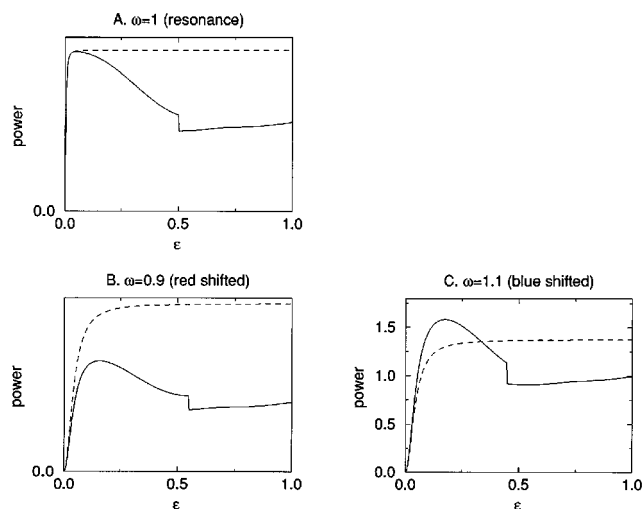 A. ω=1 (resonance)
power
0.0
0.0 0.5 1.0
ε
B. ω=0.9 (red shifted)
power
0.0
0.0 0.5 1.0
ε
C. ω=1.1 (blue shifted)
power
1.5
1.0
0.5
0.0
0.0 0.5 1.0
ε